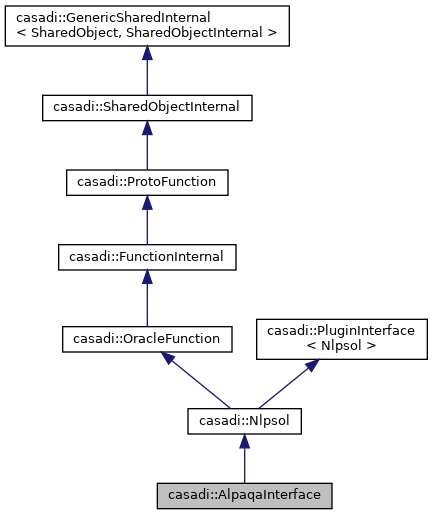 casadi::GenericSharedInternal
< SharedObject, SharedObjectInternal >
casadi::SharedObjectInternal
casadi::ProtoFunction
casadi::FunctionInternal
casadi::OracleFunction
casadi::PluginInterface
< Nlpsol >
casadi::Nlpsol
casadi::AlpaqaInterface